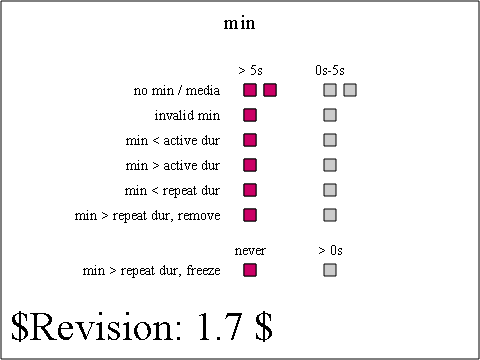 min
> 5s 0s-5s
no min / media
invalid min
min < active dur
min > active dur
min < repeat dur
min > repeat dur, remove
never > 0s
min > repeat dur, freeze
$Revision: 1.7 $